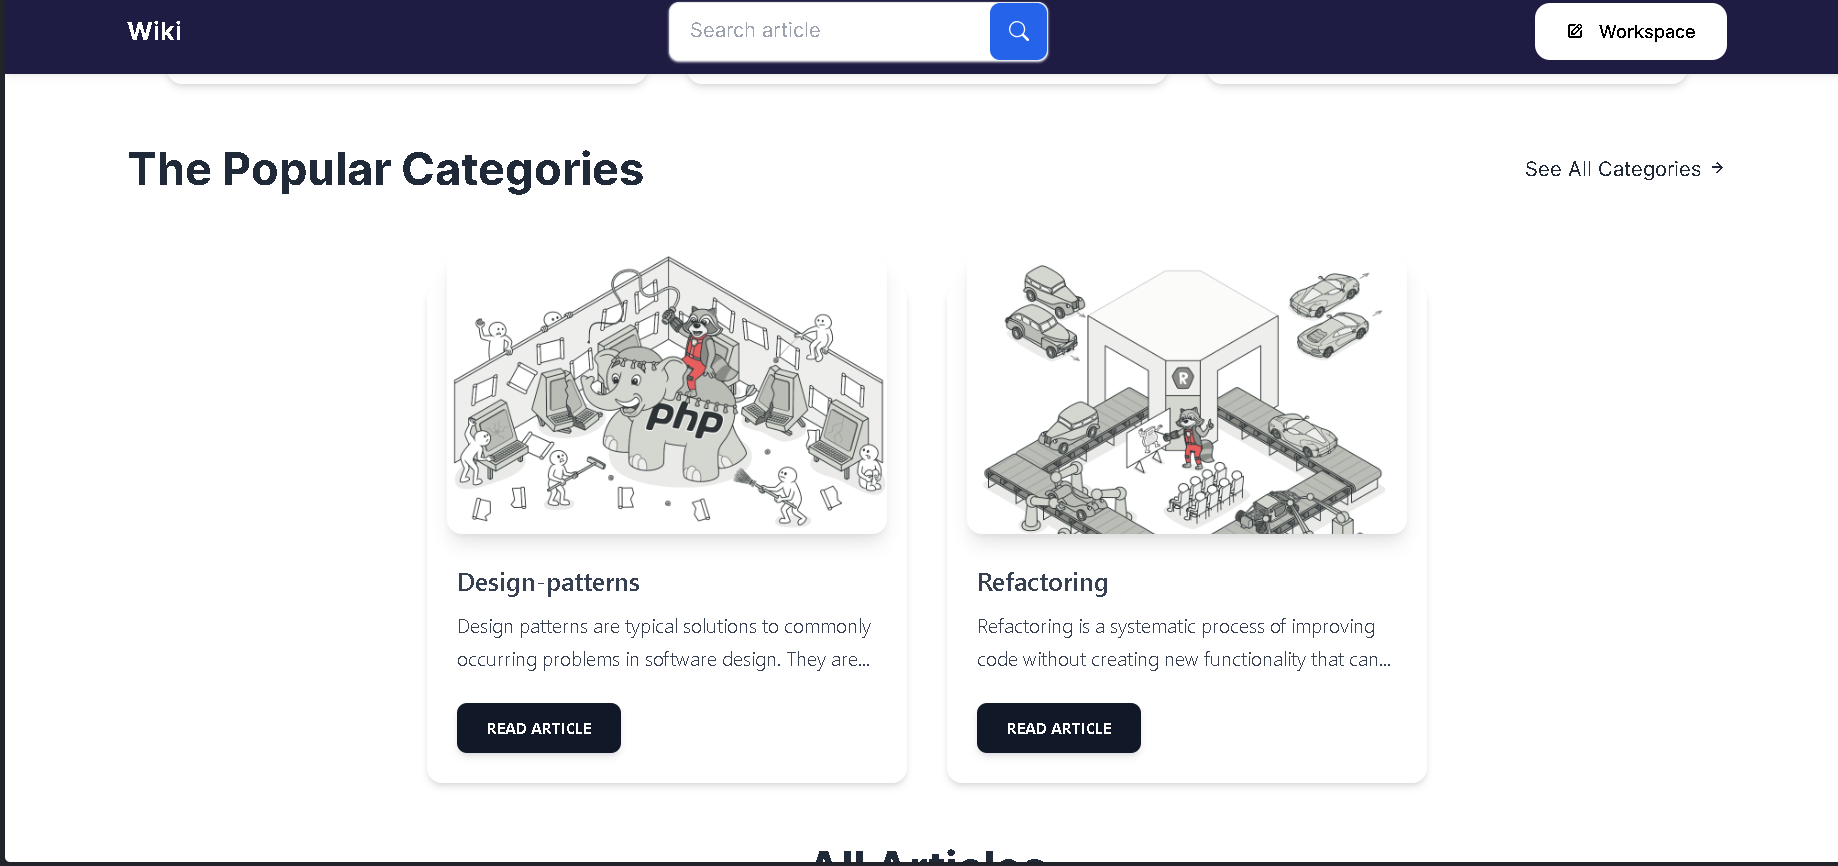 Wiki
Search article
Workspace
The Popular Categories
See All Categories
php
R
Design-patterns
Design patterns are typical solutions to commonly
occurring problems in software design. They are...
READ ARTICLE
Refactoring
Refactoring is a systematic process of improving
code without creating new functionality that can...
READ ARTICLE
All Articles